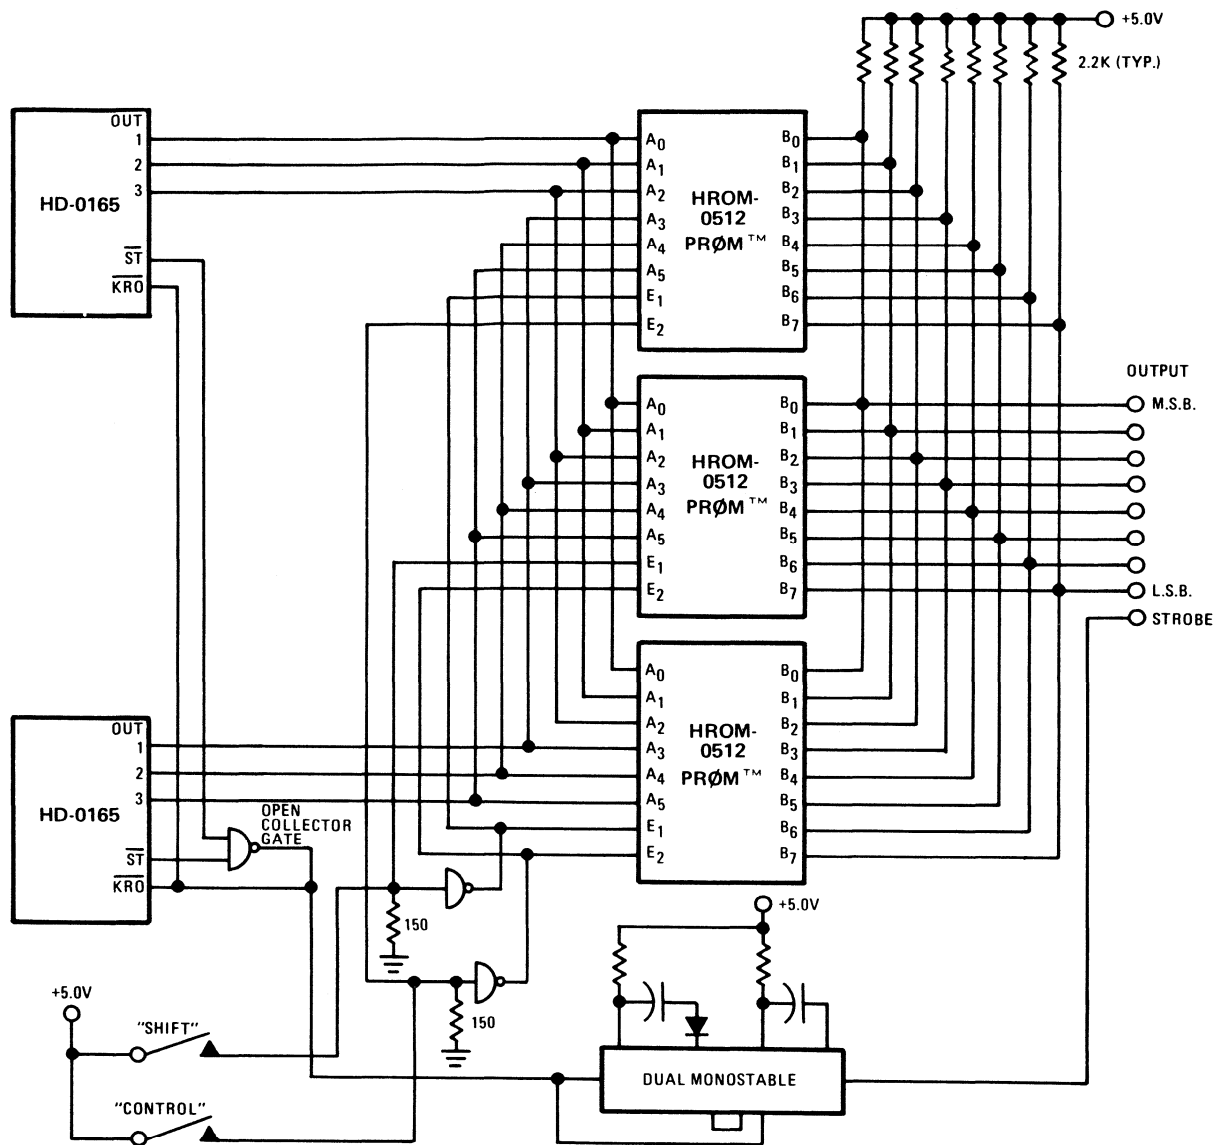 +5.0V
2.2K (TYP.)
OUT
1
2
3
HD-0165
S̅T̅
K̅R̅O̅
A0
A1
A2
A3
A4
A5
E1
E2
HROM-
0512
PRØM™
B0
B1
B2
B3
B4
B5
B6
B7
OUTPUT
M.S.B.
L.S.B.
STROBE
A0
A1
A2
A3
A4
A5
E1
E2
HROM-
0512
PRØM™
B0
B1
B2
B3
B4
B5
B6
B7
OUT
1
2
3
HD-0165
S̅T̅
K̅R̅O̅
OPEN
COLLECTOR
GATE
A0
A1
A2
A3
A4
A5
E1
E2
HROM-
0512
PRØM™
B0
B1
B2
B3
B4
B5
B6
B7
150
150
+5.0V
+5.0V
"SHIFT"
"CONTROL"
DUAL MONOSTABLE